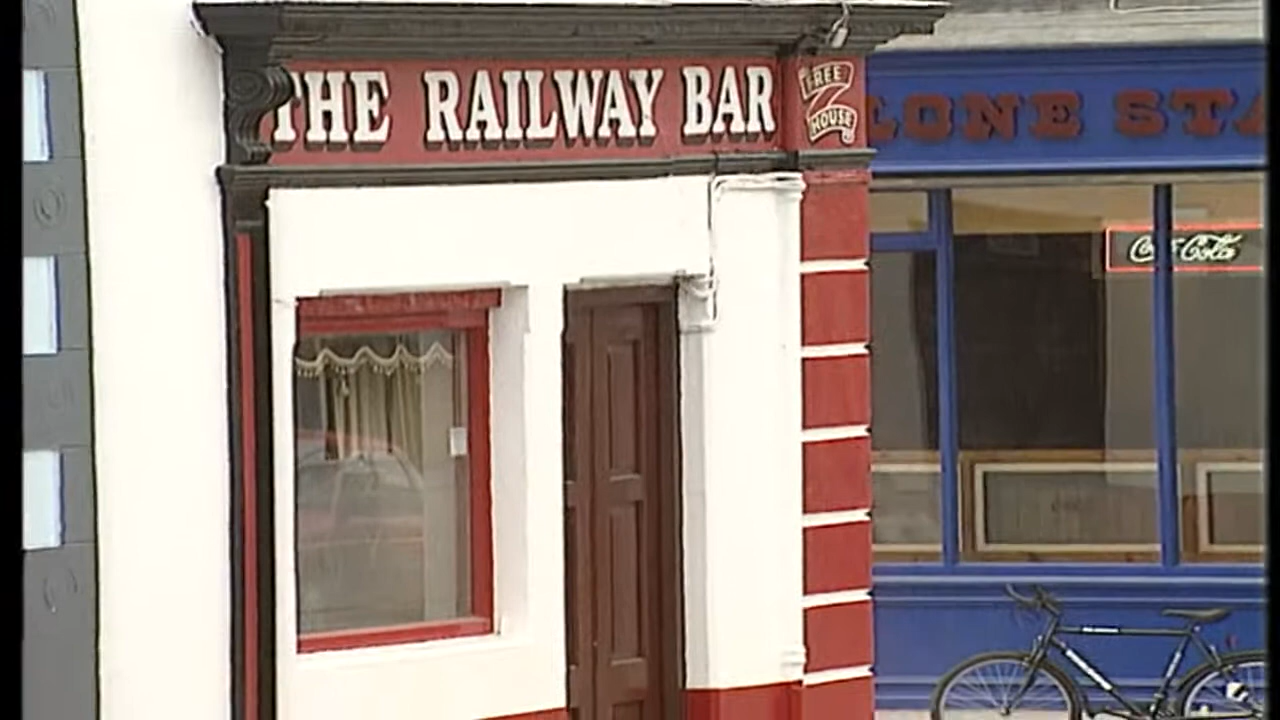 THE RAILWAY BAR
FREE
HOUSE
LONE STA
Coca-Cola